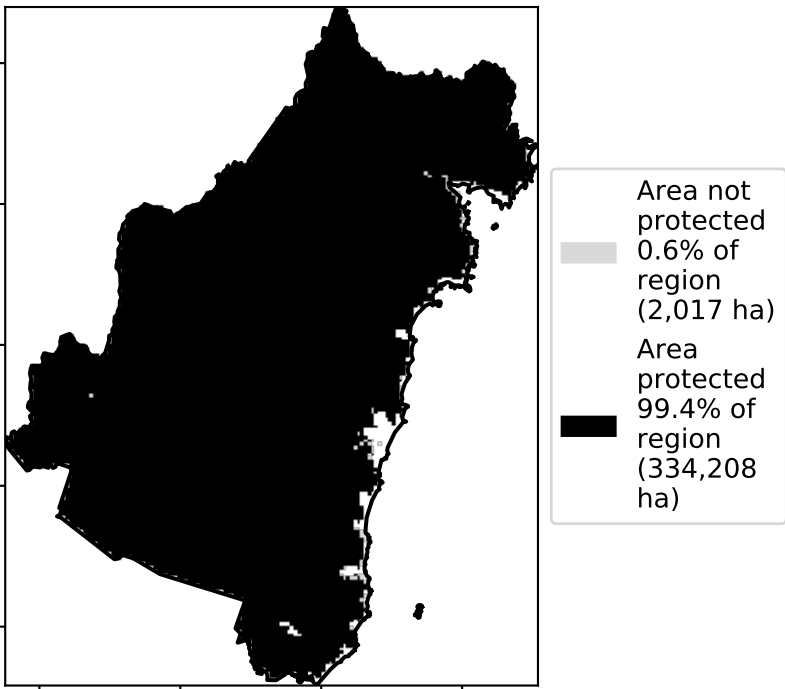 Area not
protected
0.6% of
region
(2,017 ha)
Area
protected
99.4% of
region
(334,208
ha)